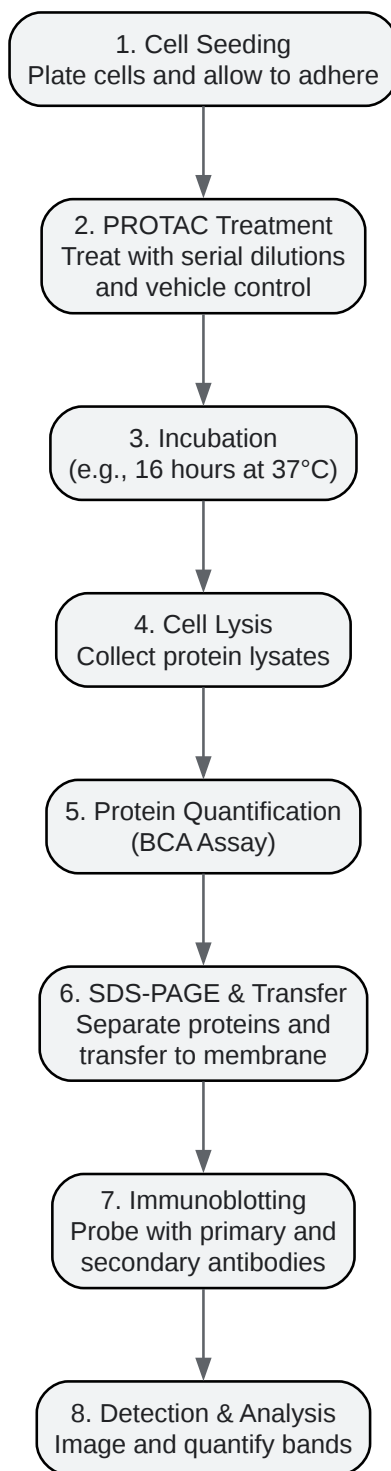 1. Cell Seeding
Plate cells and allow to adhere
2. PROTAC Treatment
Treat with serial dilutions
and vehicle control
3. Incubation
(e.g., 16 hours at 37°C)
4. Cell Lysis
Collect protein lysates
5. Protein Quantification
(BCA Assay)
6. SDS-PAGE & Transfer
Separate proteins and
transfer to membrane
7. Immunoblotting
Probe with primary and
secondary antibodies
8. Detection & Analysis
Image and quantify bands